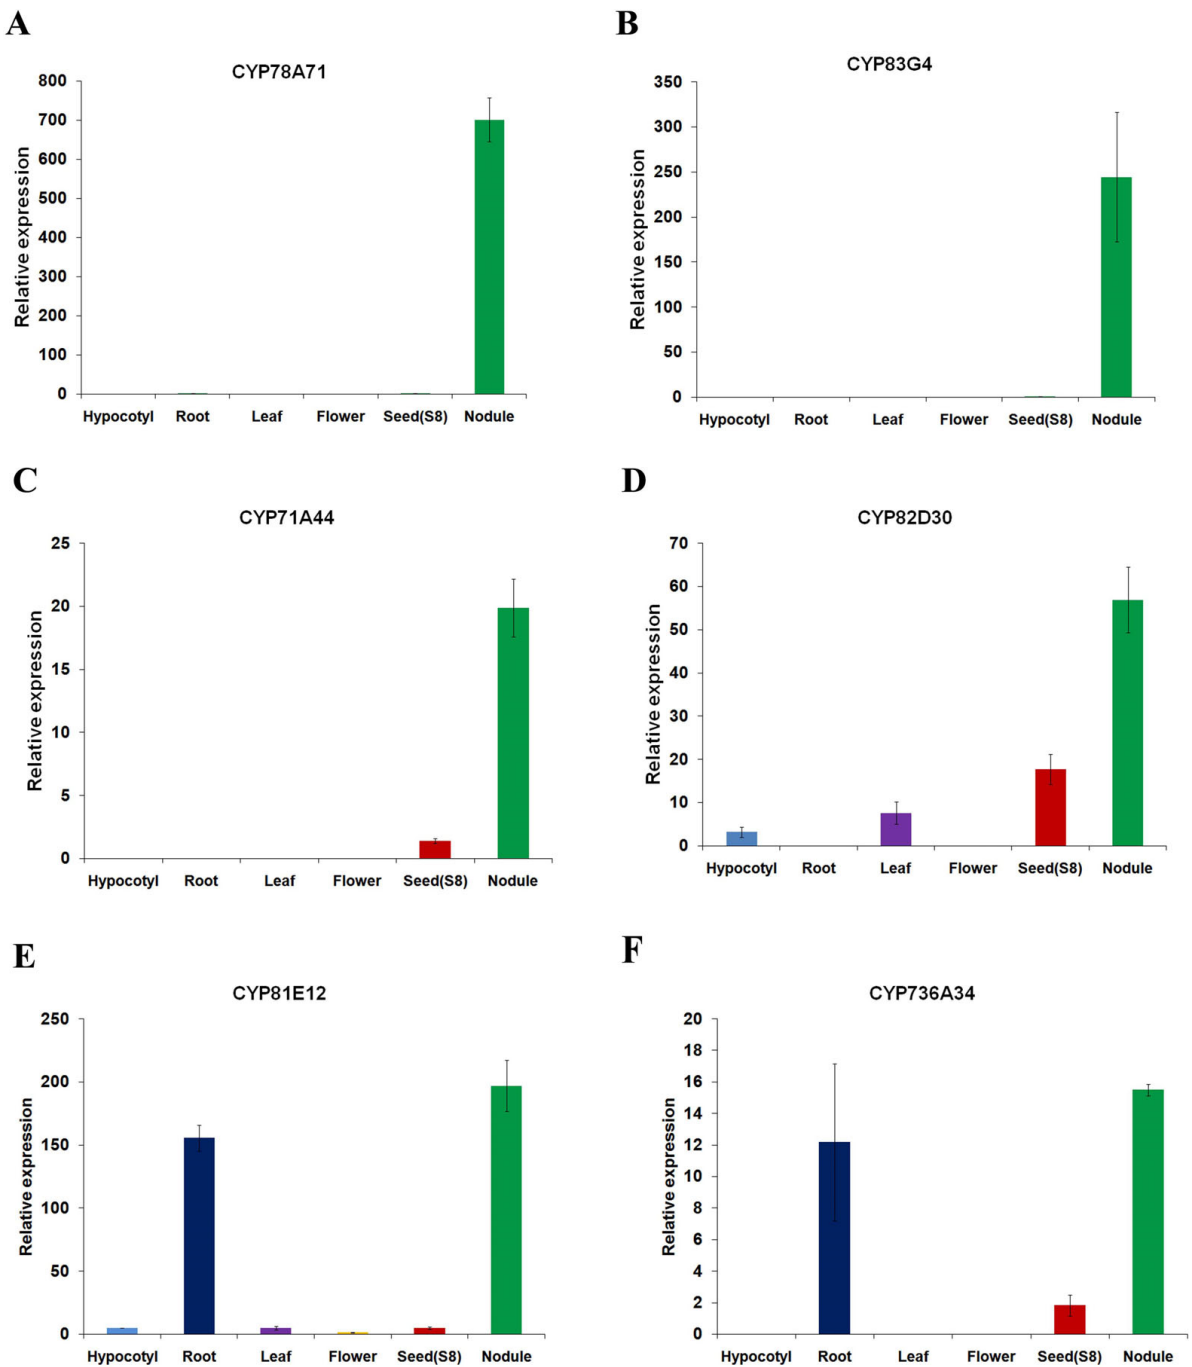 A
CYP78A71
800
700
600
500
400
300
200
100
0
Relative expression
Hypocotyl Root Leaf Flower Seed(S8) Nodule
B
CYP83G4
350
300
250
200
150
100
50
0
Relative expression
Hypocotyl Root Leaf Flower Seed(S8) Nodule
C
CYP71A44
25
20
15
10
5
0
Relative expression
Hypocotyl Root Leaf Flower Seed(S8) Nodule
D
CYP82D30
70
60
50
40
30
20
10
0
Relative expression
Hypocotyl Root Leaf Flower Seed(S8) Nodule
E
CYP81E12
250
200
150
100
50
0
Relative expression
Hypocotyl Root Leaf Flower Seed(S8) Nodule
F
CYP736A34
20
18
16
14
12
10
8
6
4
2
0
Relative expression
Hypocotyl Root Leaf Flower Seed(S8) Nodule